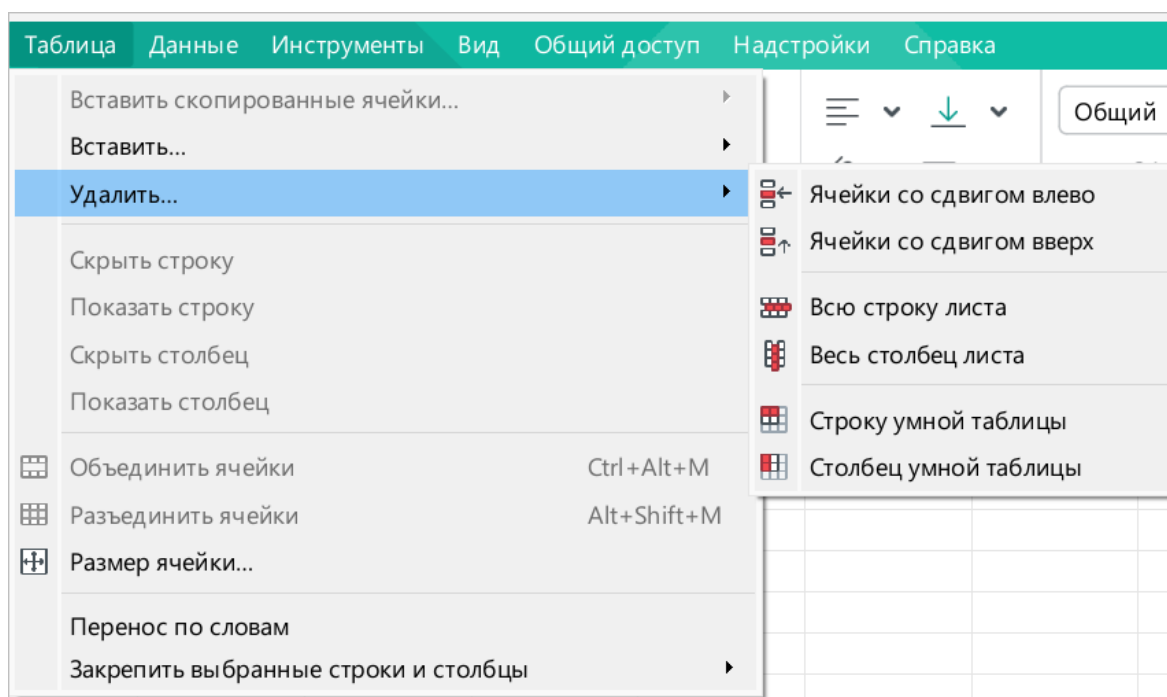 Таблица Данные Инструменты Вид Общий доступ Надстройки Справка
Вставить скопированные ячейки...
Общий
Вставить...
Удалить...
Ячейки со сдвигом влево
Ячейки со сдвигом вверх
Всю строку листа
Весь столбец листа
Строку умной таблицы
Столбец умной таблицы
Скрыть строку
Показать строку
Скрыть столбец
Показать столбец
Объединить ячейки Ctrl+Alt+M
Разъединить ячейки Alt+Shift+M
Размер ячейки...
Перенос по словам
Закрепить выбранные строки и столбцы